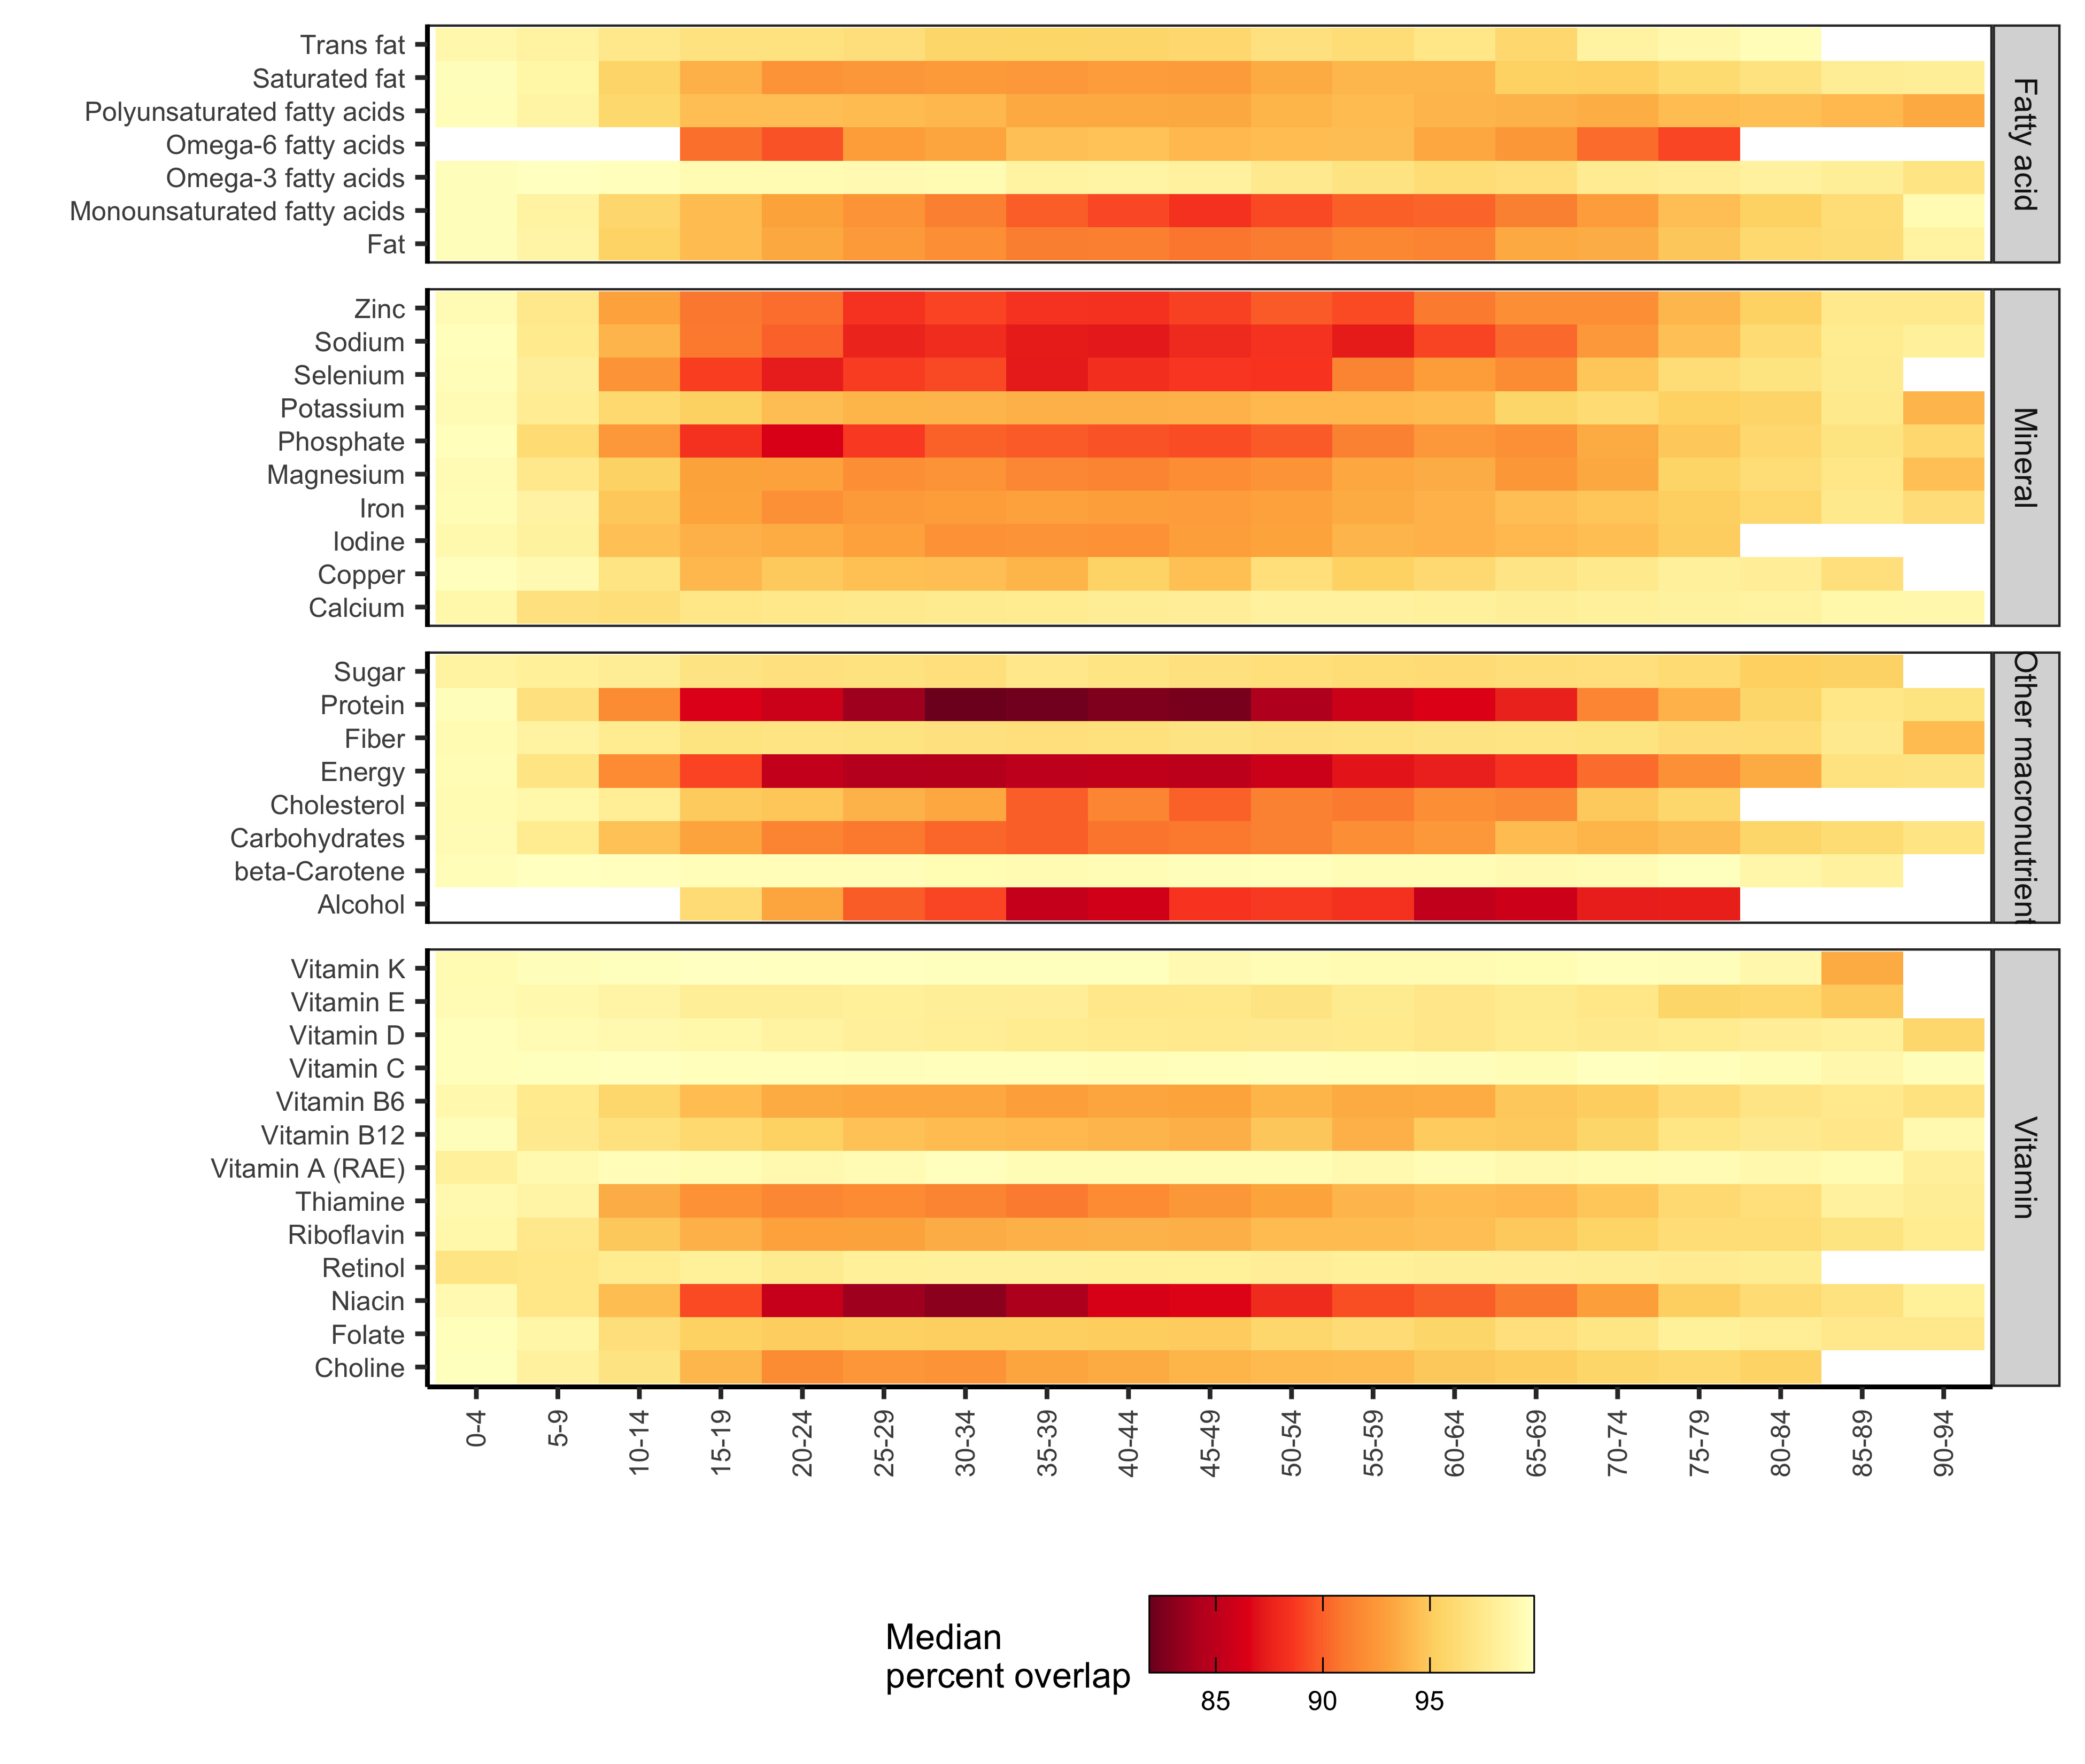 Trans fat
Saturated fat
Polyunsaturated fatty acids
Omega-6 fatty acids
Omega-3 fatty acids
Monounsaturated fatty acids
Fat
Fatty acid
Zinc
Sodium
Selenium
Potassium
Phosphate
Magnesium
Iron
Iodine
Copper
Calcium
Mineral
Sugar
Protein
Fiber
Energy
Cholesterol
Carbohydrates
beta-Carotene
Alcohol
Other macronutrient
Vitamin K
Vitamin E
Vitamin D
Vitamin C
Vitamin B6
Vitamin B12
Vitamin A (RAE)
Thiamine
Riboflavin
Retinol
Niacin
Folate
Choline
Vitamin
0-4
5-9
10-14
15-19
20-24
25-29
30-34
35-39
40-44
45-49
50-54
55-59
60-64
65-69
70-74
75-79
80-84
85-89
90-94
Median
percent overlap
85 90 95